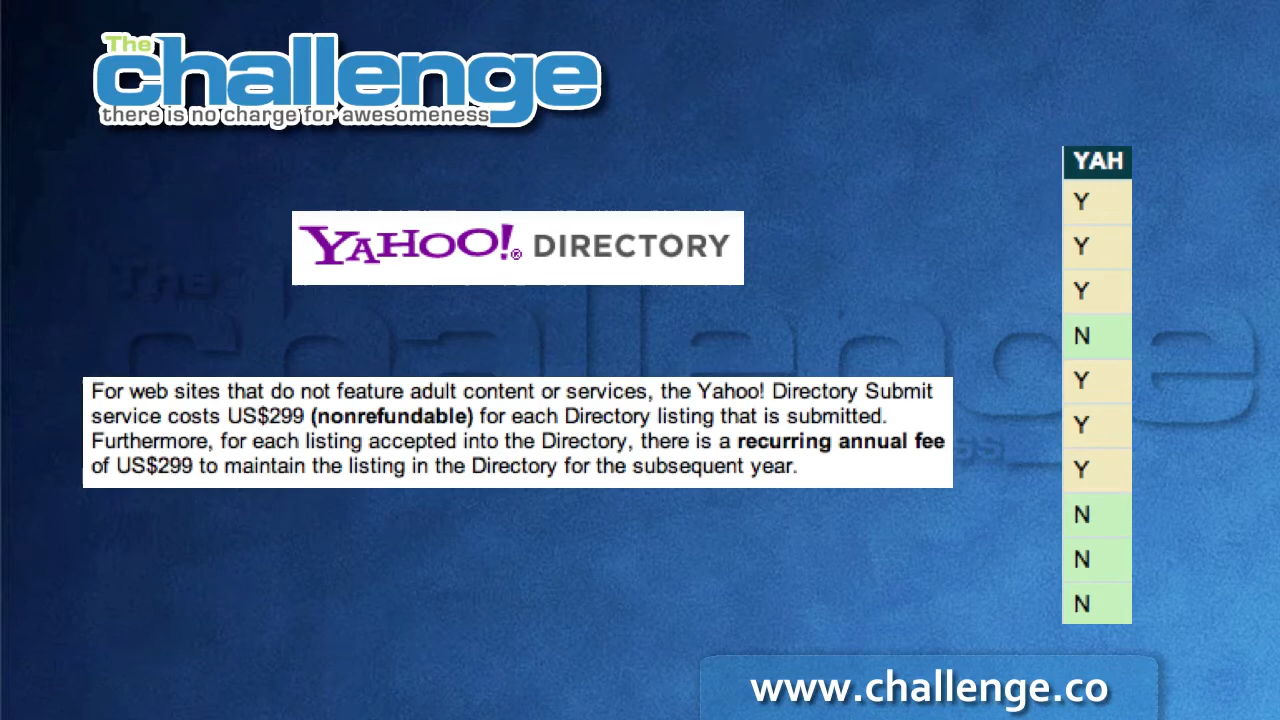 The
challenge
there is no charge for awesomeness
YAHOO!® DIRECTORY
For web sites that do not feature adult content or services, the Yahoo! Directory Submit
service costs US$299 (nonrefundable) for each Directory listing that is submitted.
Furthermore, for each listing accepted into the Directory, there is a recurring annual fee
of US$299 to maintain the listing in the Directory for the subsequent year.
YAH
Y
Y
Y
N
Y
Y
Y
N
N
N
The
challenge
www.challenge.co